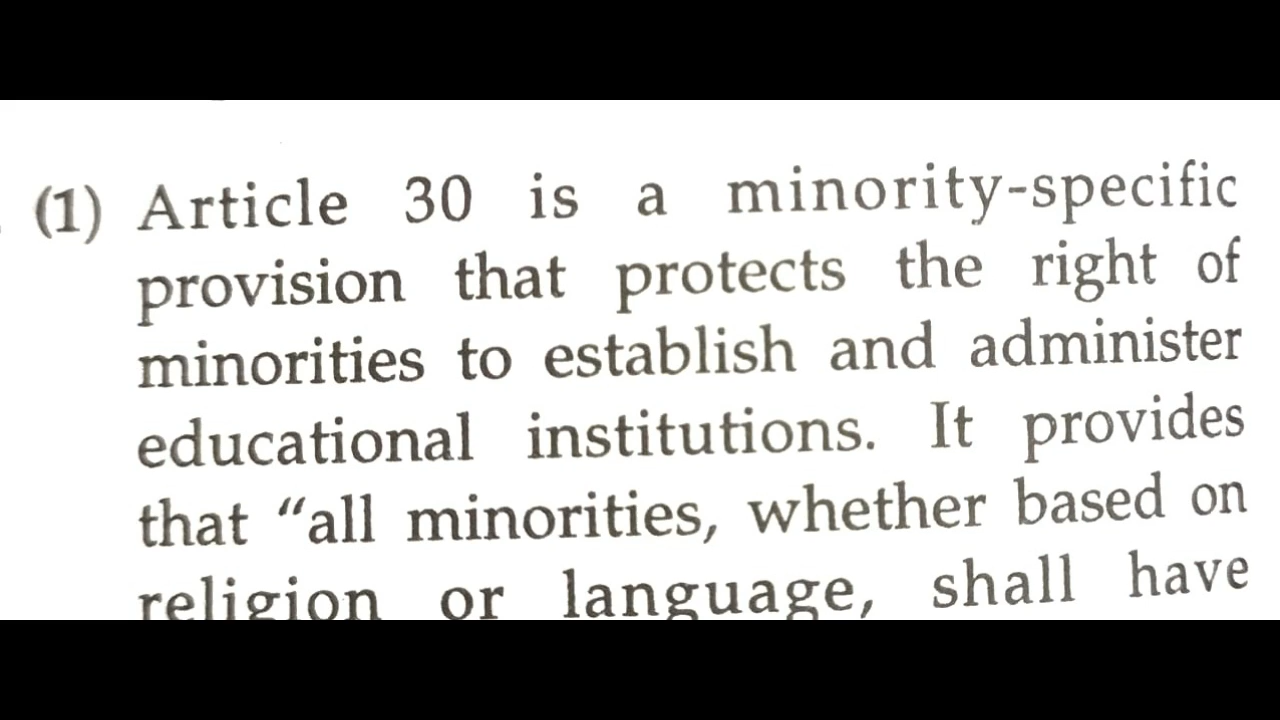 (1) Article 30 is a minority-specific
provision that protects the right of
minorities to establish and administer
educational institutions. It provides
that “all minorities, whether based on
religion or language, shall have